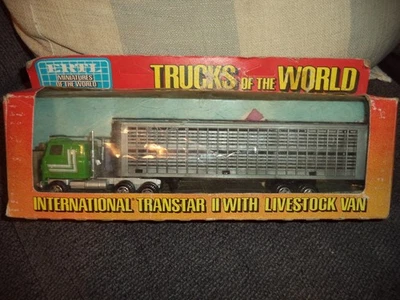 ERTL
MINIATURES
OF THE WORLD
TRUCKS OF THE WORLD
INTERNATIONAL TRANSTAR II WITH LIVESTOCK VAN